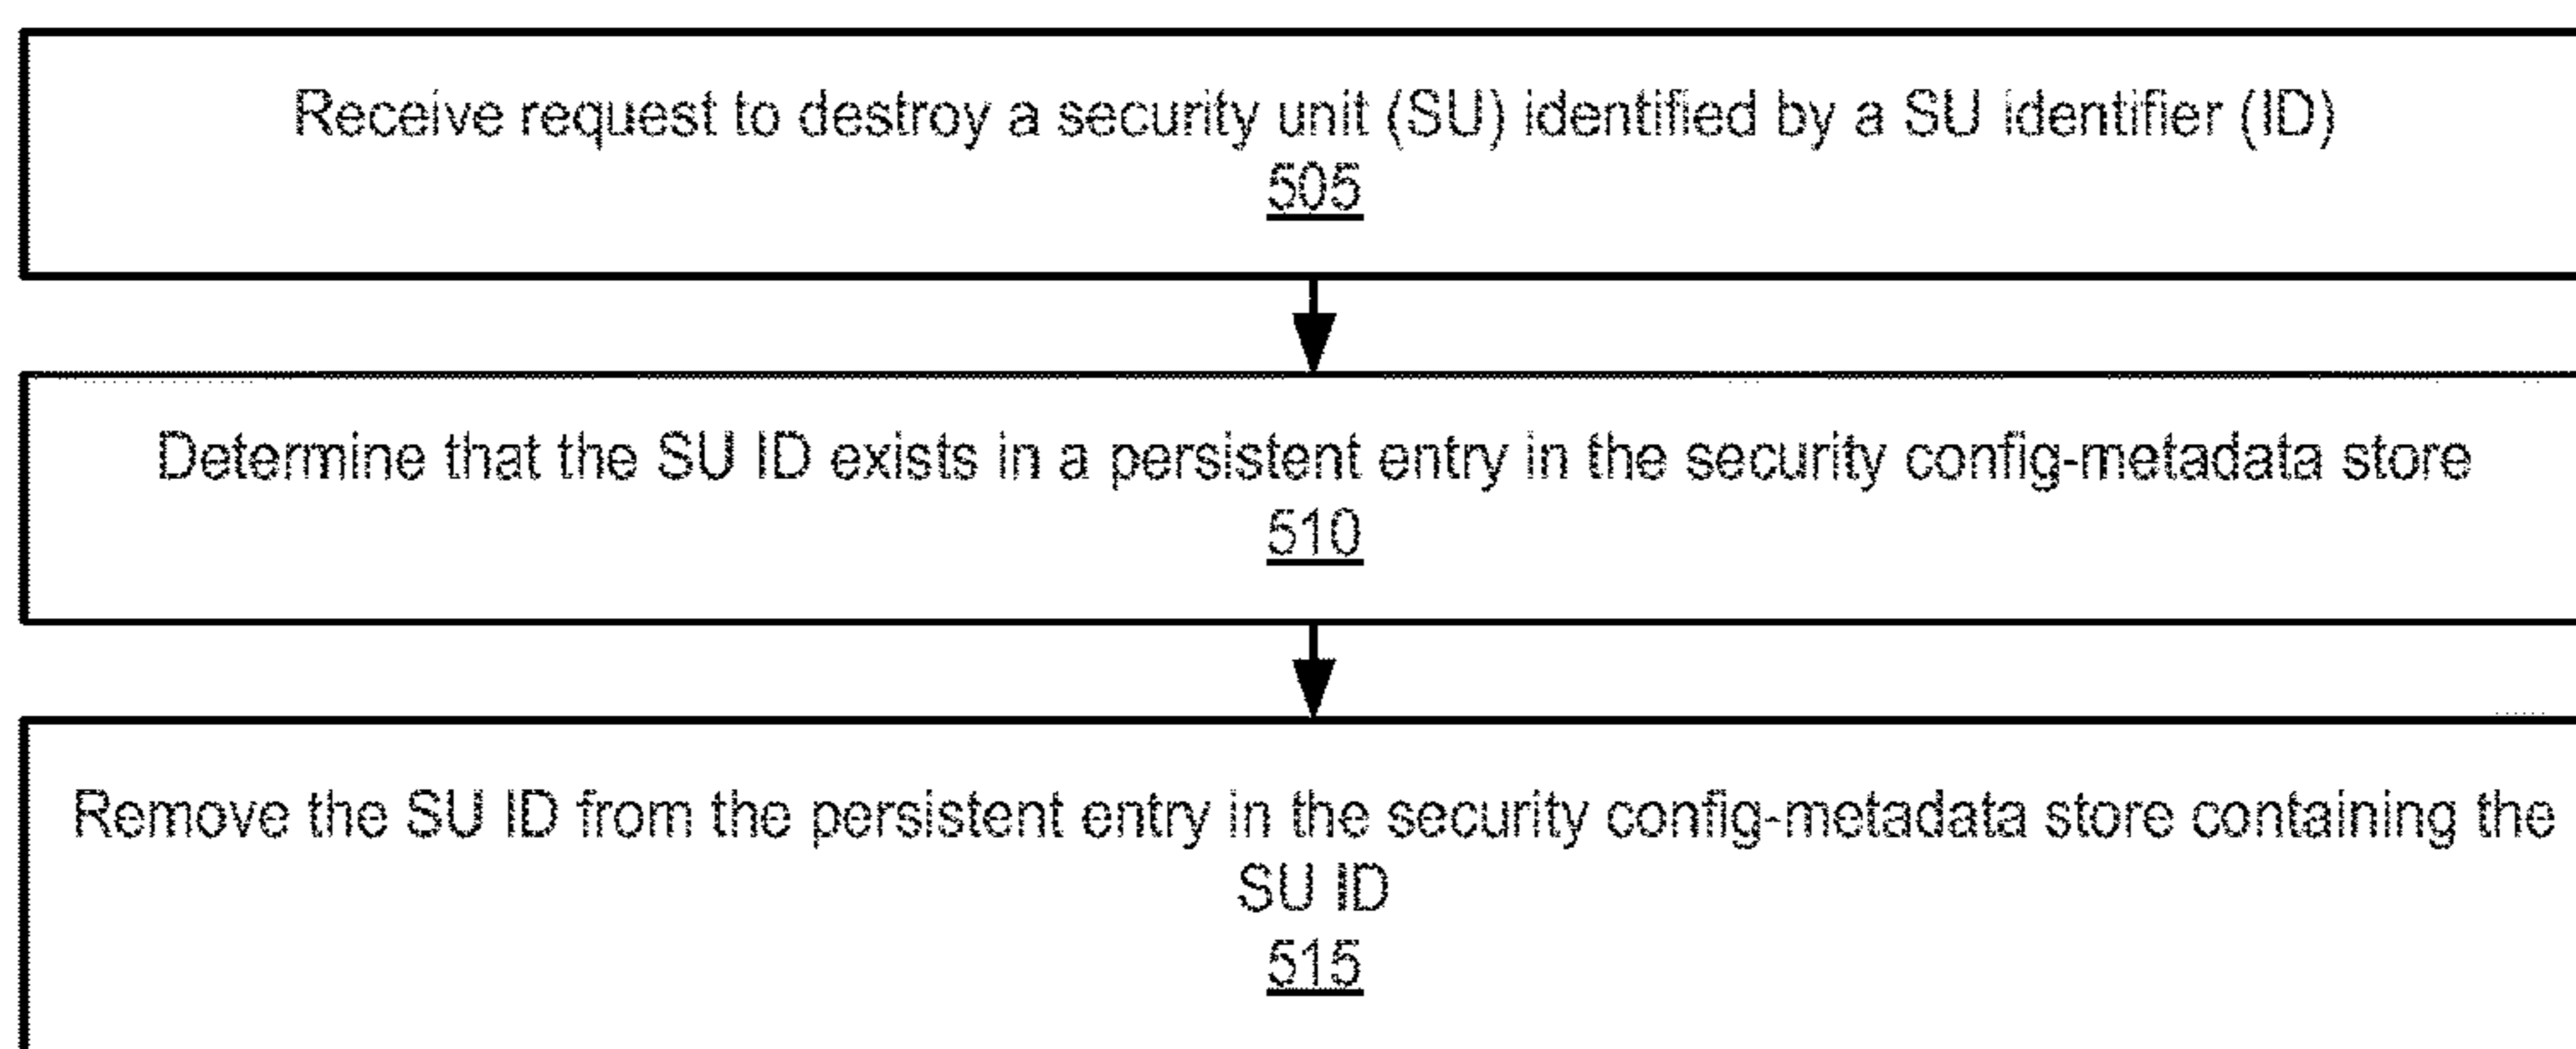 Receive request to destroy a security unit (SU) identified by a SU identifier (ID)
505
Determine that the SU ID exists in a persistent entry in the security config-metadata store
510
Remove the SU ID from the persistent entry in the security config-metadata store containing the
SU ID
515